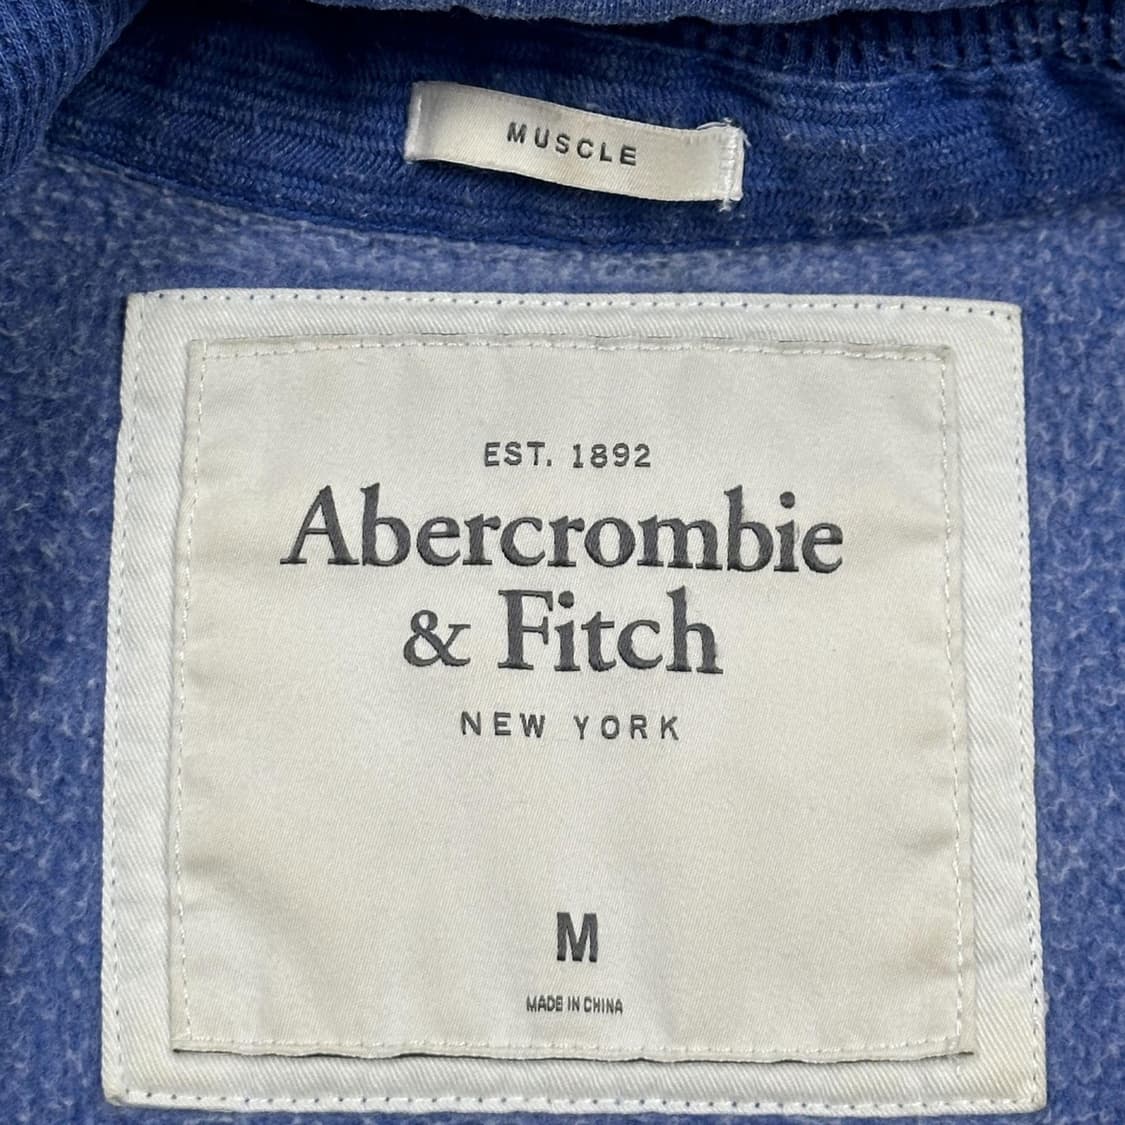 MUSCLE
EST. 1892
Abercrombie
& Fitch
NEW YORK
M
MADE IN CHINA